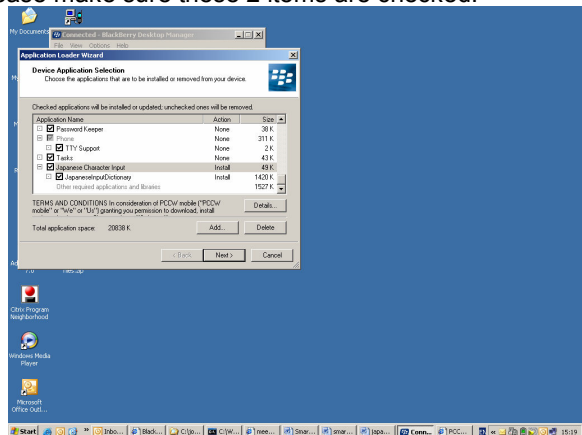 ase make sure these 2 items are checked.
My Documents
Connected - BlackBerry Desktop Manager
File View Options Help
Application Loader Wizard
Device Application Selection
Choose the applications that are to be installed or removed from your device.
Checked applications will be installed or updated; unchecked ones will be removed.
Application Name Action Size
Password Keeper None 38 K
Phone None 311 K
TTY Support None 2 K
Tasks None 43 K
Japanese Character Input Install 49 K
JapaneseInputDictionary Install 1420 K
Other required applications and libraries 1527 K
TERMS AND CONDITIONS In consideration of PCCW mobile ("PCCW
mobile" or "We" or "Us") granting you permission to download, install
Details...
Total application space: 20838 K
Add... Delete
< Back Next > Cancel
7.0 files.zip
Citrix Program
Neighborhood
Windows Media
Player
Microsoft
Office Outl...
Start » Inbo... Black... C:\jo... C:\W... mee... Smar... smar... japa... Conn... PCC... « 15:19